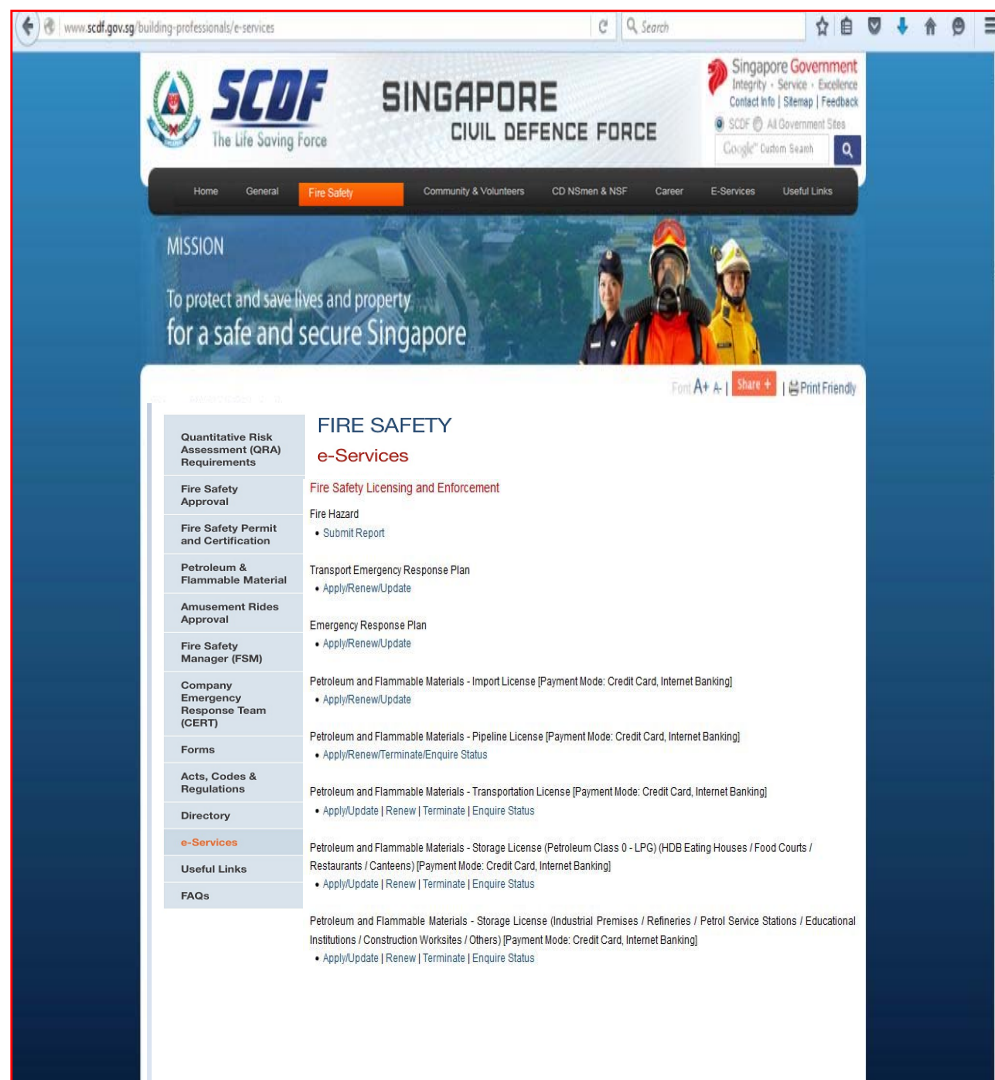 www.scdf.gov.sg/building-professionals/e-services
Search
SCDF
The Life Saving Force
SINGAPORE
CIVIL DEFENCE FORCE
Singapore Government
Integrity · Service · Excellence
Contact Info | Sitemap | Feedback
SCDF All Government Sites
Google™ Custom Search
Home General Fire Safety Community & Volunteers CD NSmen & NSF Career E-Services Useful Links
MISSION
To protect and save lives and property
for a safe and secure Singapore
Font A+ A- | Share + | Print Friendly
Quantitative Risk
Assessment (QRA)
Requirements
Fire Safety
Approval
Fire Safety Permit
and Certification
Petroleum &
Flammable Material
Amusement Rides
Approval
Fire Safety
Manager (FSM)
Company
Emergency
Response Team
(CERT)
Forms
Acts, Codes &
Regulations
Directory
e-Services
Useful Links
FAQs
FIRE SAFETY
e-Services
Fire Safety Licensing and Enforcement
Fire Hazard
• Submit Report
Transport Emergency Response Plan
• Apply/Renew/Update
Emergency Response Plan
• Apply/Renew/Update
Petroleum and Flammable Materials - Import License [Payment Mode: Credit Card, Internet Banking]
• Apply/Renew/Update
Petroleum and Flammable Materials - Pipeline License [Payment Mode: Credit Card, Internet Banking]
• Apply/Renew/Terminate/Enquire Status
Petroleum and Flammable Materials - Transportation License [Payment Mode: Credit Card, Internet Banking]
• Apply/Update | Renew | Terminate | Enquire Status
Petroleum and Flammable Materials - Storage License (Petroleum Class 0 - LPG) (HDB Eating Houses / Food Courts /
Restaurants / Canteens) [Payment Mode: Credit Card, Internet Banking]
• Apply/Update | Renew | Terminate | Enquire Status
Petroleum and Flammable Materials - Storage License (Industrial Premises / Refineries / Petrol Service Stations / Educational
Institutions / Construction Worksites / Others) [Payment Mode: Credit Card, Internet Banking]
• Apply/Update | Renew | Terminate | Enquire Status